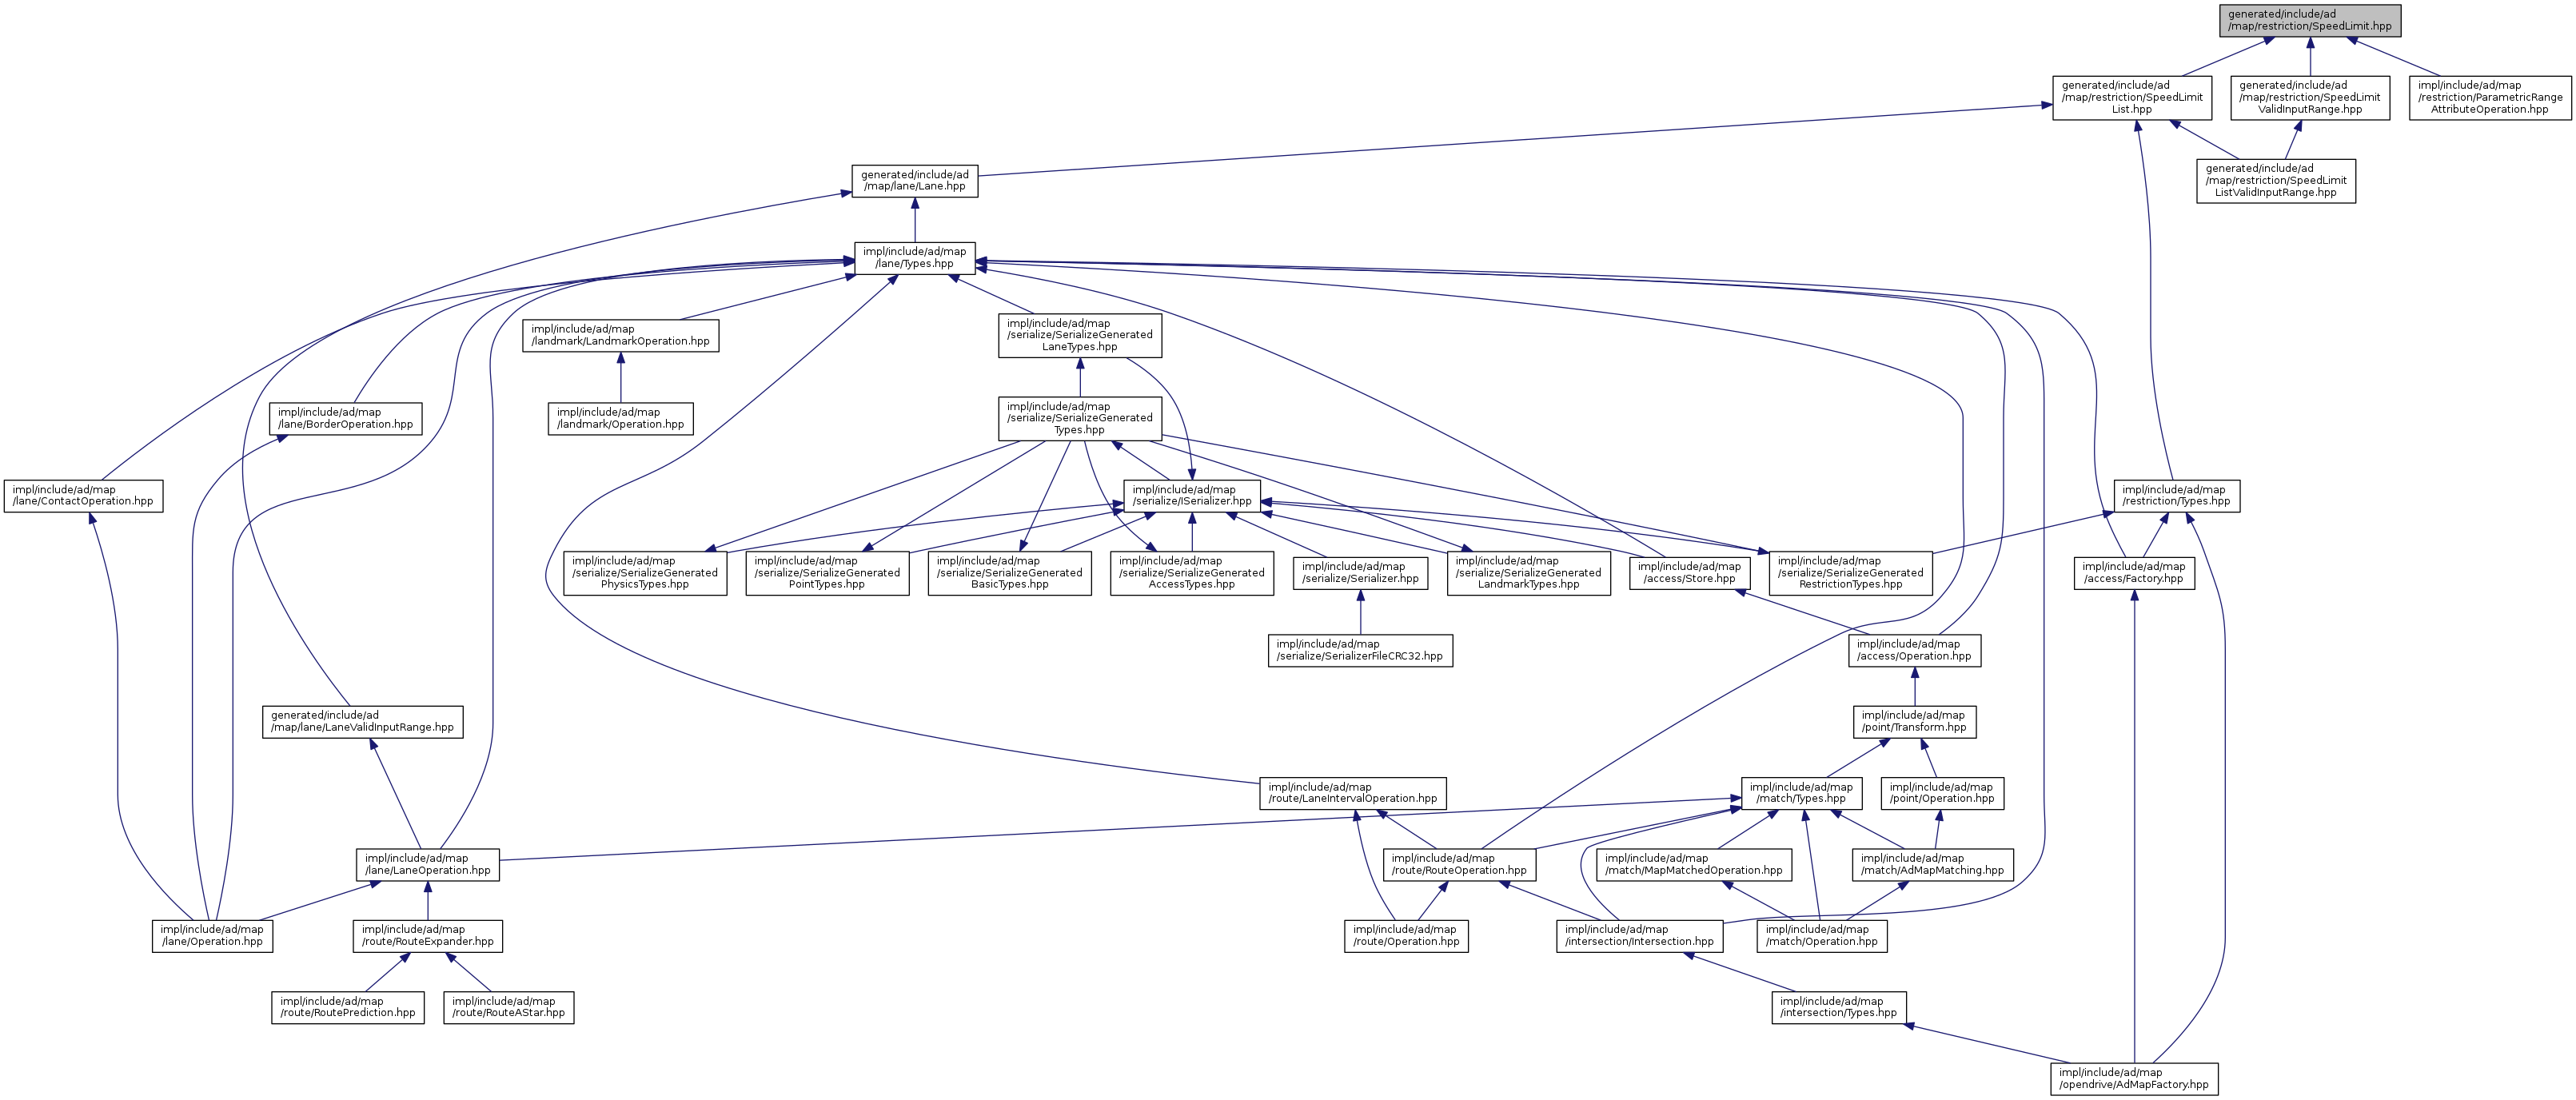 generated/include/ad
/map/restriction/SpeedLimit.hpp
generated/include/ad
/map/restriction/SpeedLimit
List.hpp
generated/include/ad
/map/restriction/SpeedLimit
ValidInputRange.hpp
impl/include/ad/map
/restriction/ParametricRange
AttributeOperation.hpp
generated/include/ad
/map/lane/Lane.hpp
generated/include/ad
/map/restriction/SpeedLimit
ListValidInputRange.hpp
impl/include/ad/map
/lane/Types.hpp
impl/include/ad/map
/landmark/LandmarkOperation.hpp
impl/include/ad/map
/serialize/SerializeGenerated
LaneTypes.hpp
impl/include/ad/map
/lane/BorderOperation.hpp
impl/include/ad/map
/landmark/Operation.hpp
impl/include/ad/map
/serialize/SerializeGenerated
Types.hpp
impl/include/ad/map
/lane/ContactOperation.hpp
impl/include/ad/map
/serialize/ISerializer.hpp
impl/include/ad/map
/restriction/Types.hpp
impl/include/ad/map
/serialize/SerializeGenerated
PhysicsTypes.hpp
impl/include/ad/map
/serialize/SerializeGenerated
PointTypes.hpp
impl/include/ad/map
/serialize/SerializeGenerated
BasicTypes.hpp
impl/include/ad/map
/serialize/SerializeGenerated
AccessTypes.hpp
impl/include/ad/map
/serialize/Serializer.hpp
impl/include/ad/map
/serialize/SerializeGenerated
LandmarkTypes.hpp
impl/include/ad/map
/access/Store.hpp
impl/include/ad/map
/serialize/SerializeGenerated
RestrictionTypes.hpp
impl/include/ad/map
/access/Factory.hpp
impl/include/ad/map
/serialize/SerializerFileCRC32.hpp
impl/include/ad/map
/access/Operation.hpp
generated/include/ad
/map/lane/LaneValidInputRange.hpp
impl/include/ad/map
/point/Transform.hpp
impl/include/ad/map
/route/LaneIntervalOperation.hpp
impl/include/ad/map
/match/Types.hpp
impl/include/ad/map
/point/Operation.hpp
impl/include/ad/map
/lane/LaneOperation.hpp
impl/include/ad/map
/route/RouteOperation.hpp
impl/include/ad/map
/match/MapMatchedOperation.hpp
impl/include/ad/map
/match/AdMapMatching.hpp
impl/include/ad/map
/lane/Operation.hpp
impl/include/ad/map
/route/RouteExpander.hpp
impl/include/ad/map
/route/Operation.hpp
impl/include/ad/map
/intersection/Intersection.hpp
impl/include/ad/map
/match/Operation.hpp
impl/include/ad/map
/route/RoutePrediction.hpp
impl/include/ad/map
/route/RouteAStar.hpp
impl/include/ad/map
/intersection/Types.hpp
impl/include/ad/map
/opendrive/AdMapFactory.hpp